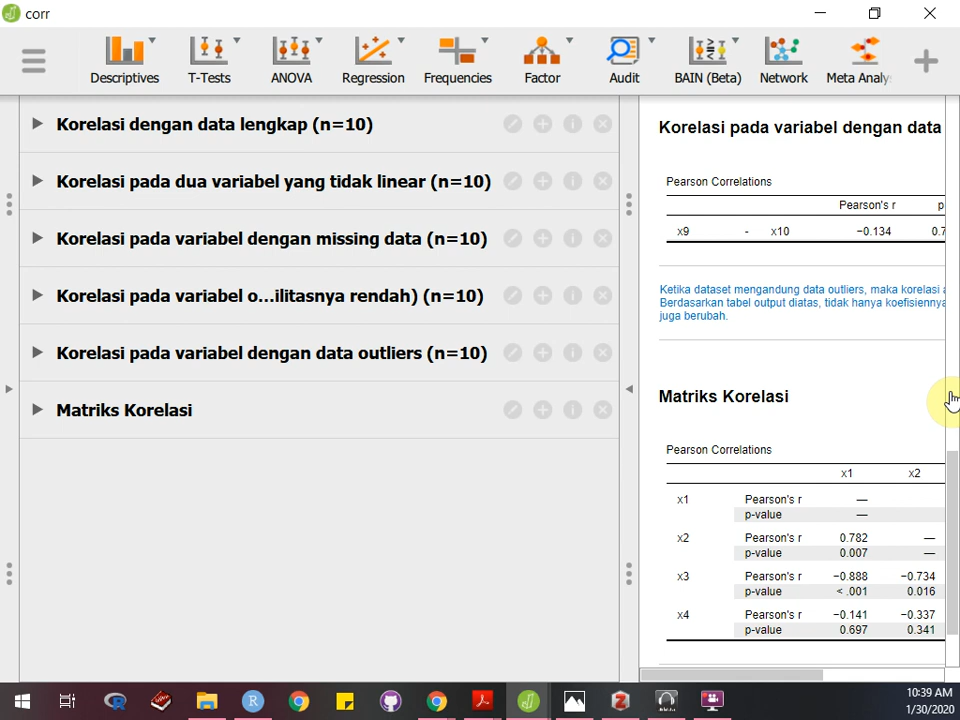 corr
Descriptives
T-Tests
ANOVA
Regression
Frequencies
Factor
Audit
BAIN (Beta)
Network
Meta Analy
Korelasi dengan data lengkap (n=10)
Korelasi pada dua variabel yang tidak linear (n=10)
Korelasi pada variabel dengan missing data (n=10)
Korelasi pada variabel o...ilitasnya rendah) (n=10)
Korelasi pada variabel dengan data outliers (n=10)
Matriks Korelasi
Korelasi pada variabel dengan data
Pearson Correlations
Pearson's r p
x9 - x10 −0.134 0.7
Ketika dataset mengandung data outliers, maka korelasi a
Berdasarkan tabel output diatas, tidak hanya koefisiennya
juga berubah.
Matriks Korelasi
Pearson Correlations
x1 x2
x1 Pearson's r —
p-value —
x2 Pearson's r 0.782 —
p-value 0.007 —
x3 Pearson's r −0.888 −0.734
p-value < .001 0.016
x4 Pearson's r −0.141 −0.337
p-value 0.697 0.341
10:39 AM
1/30/2020